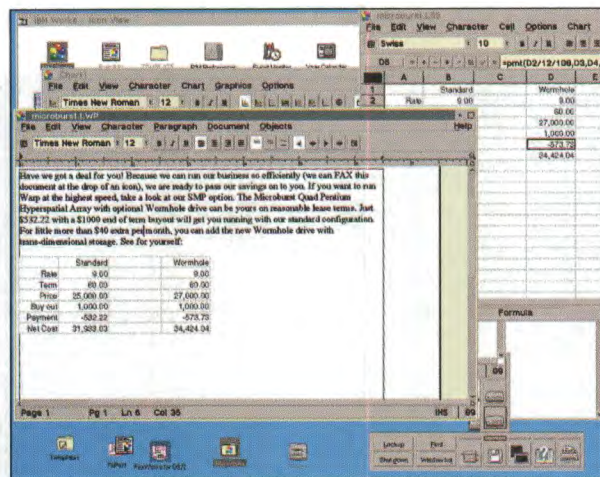 IBM Works - Icon View
Chart1
File Edit View Character Chart Graphics Options
Times New Roman 12
microburst.LWP
File Edit View Character Paragraph Document Objects Help
Times New Roman 12
Have we got a deal for you! Because we can run our business so efficiently (we can FAX this
document at the drop of an icon), we are ready to pass our savings on to you. If you want to run
Warp at the highest speed, take a look at our SMP option. The Microburst Quad Pentium
Hyperspatial Array with optional Wormhole drive can be yours on reasonable lease terms. Just
$532.22 with a $1000 end of term buyout will get you running with our standard configuration.
For little more than $40 extra per month, you can add the new Wormhole drive with
trans-dimensional storage. See for yourself:
Standard Wormhole
Rate 9.00 9.00
Term 60.00 60.00
Price 25,000.00 27,000.00
Buy out 1,000.00 1,000.00
Payment -532.22 -573.73
Net Cost 31,933.03 34,424.04
Page 1 Pg 1 Ln 6 Col 36 INS
File Edit View Character Cell Options Chart
Swiss 10
D6
A B C D E
1 Standard Wormhole
2 Rate 9.00 9.00
60.00
27,000.00
1,000.00
-573.73
34,424.04
Formula
Templates
Lockup Find
Shut down Window list